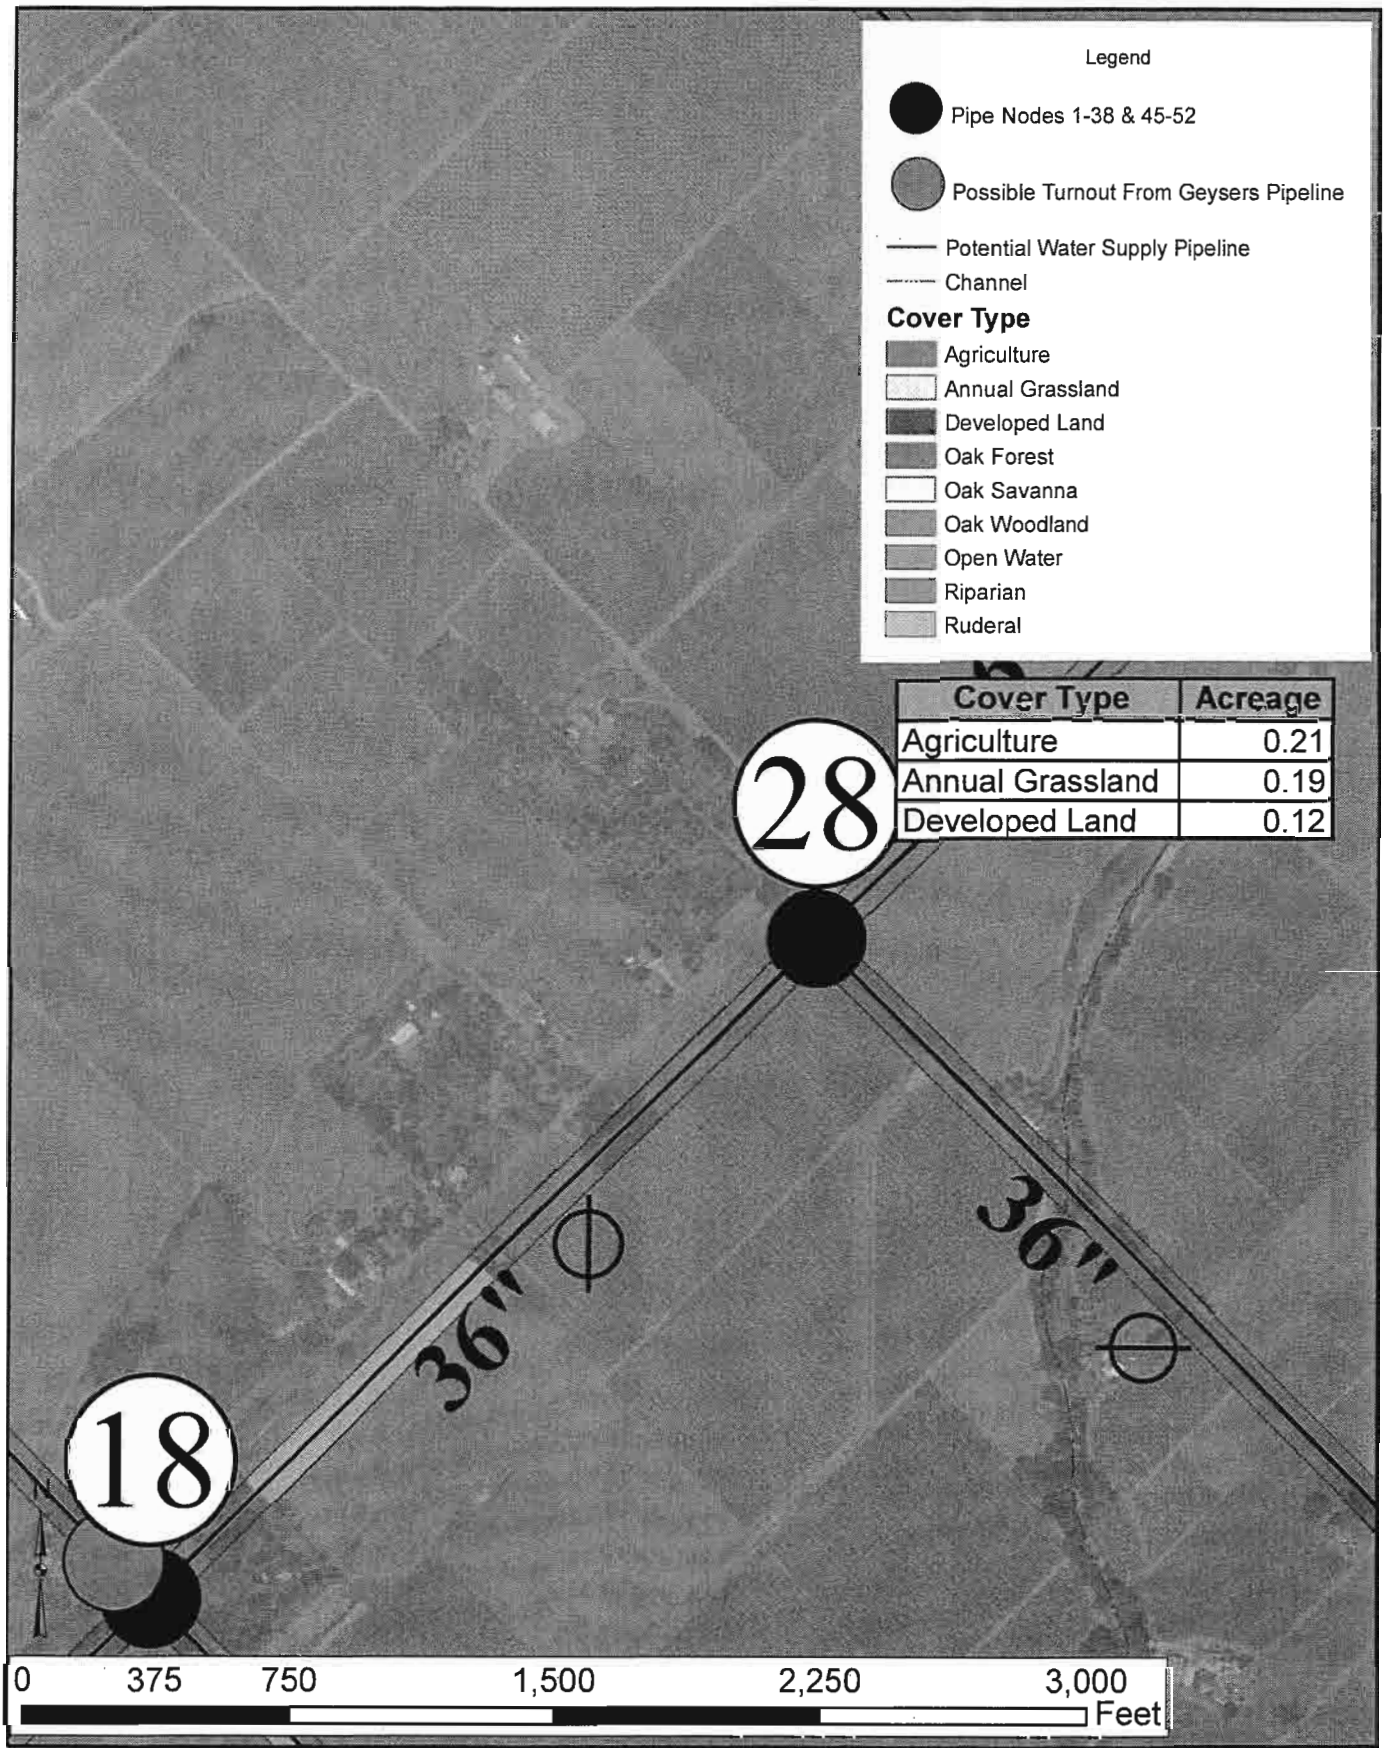 Legend
Pipe Nodes 1-38 & 45-52
Possible Turnout From Geysers Pipeline
Potential Water Supply Pipeline
Channel
Cover Type
Agriculture
Annual Grassland
Developed Land
Oak Forest
Oak Savanna
Oak Woodland
Open Water
Riparian
Ruderal
Cover Type Acreage
Agriculture 0.21
Annual Grassland 0.19
Developed Land 0.12
28
36"
36"
18
N
0 375 750 1,500 2,250 3,000
Feet